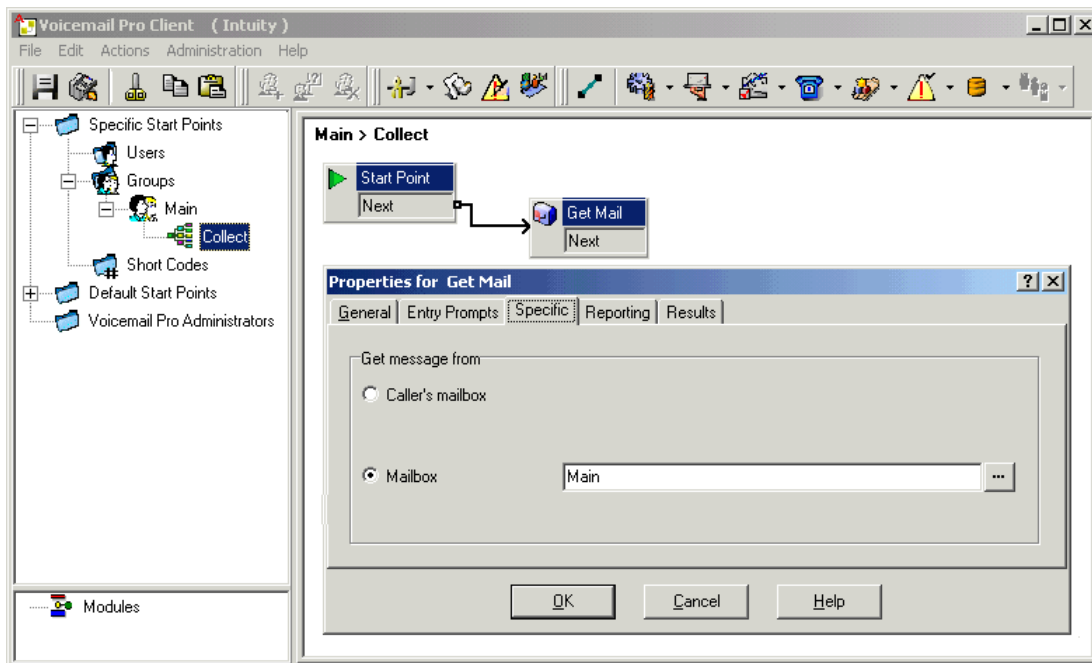 Voicemail Pro Client ( Intuity )
File Edit Actions Administration Help
Specific Start Points
Users
Groups
Main
Collect
Short Codes
Default Start Points
Voicemail Pro Administrators
Modules
Main > Collect
Start Point
Next
Get Mail
Next
Properties for Get Mail
General Entry Prompts Specific Reporting Results
Get message from
Caller's mailbox
Mailbox Main ...
OK Cancel Help